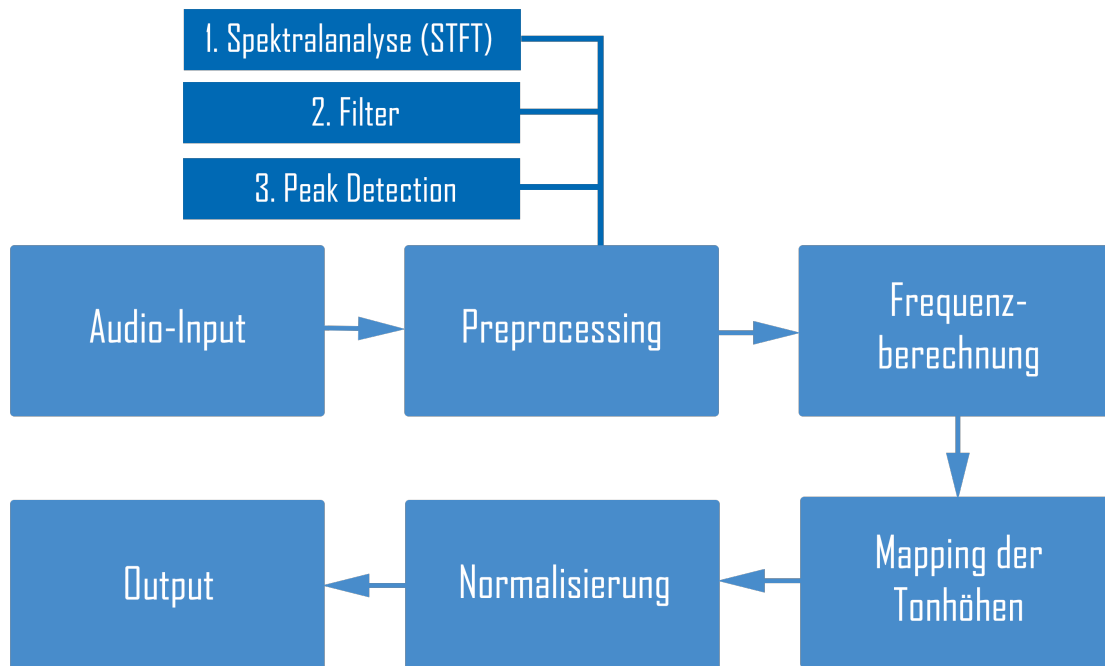 1. Spektralanalyse (STFT)
2. Filter
3. Peak Detection
Audio-Input
Preprocessing
Frequenz-
berechnung
Mapping der
Tonhöhen
Normalisierung
Output